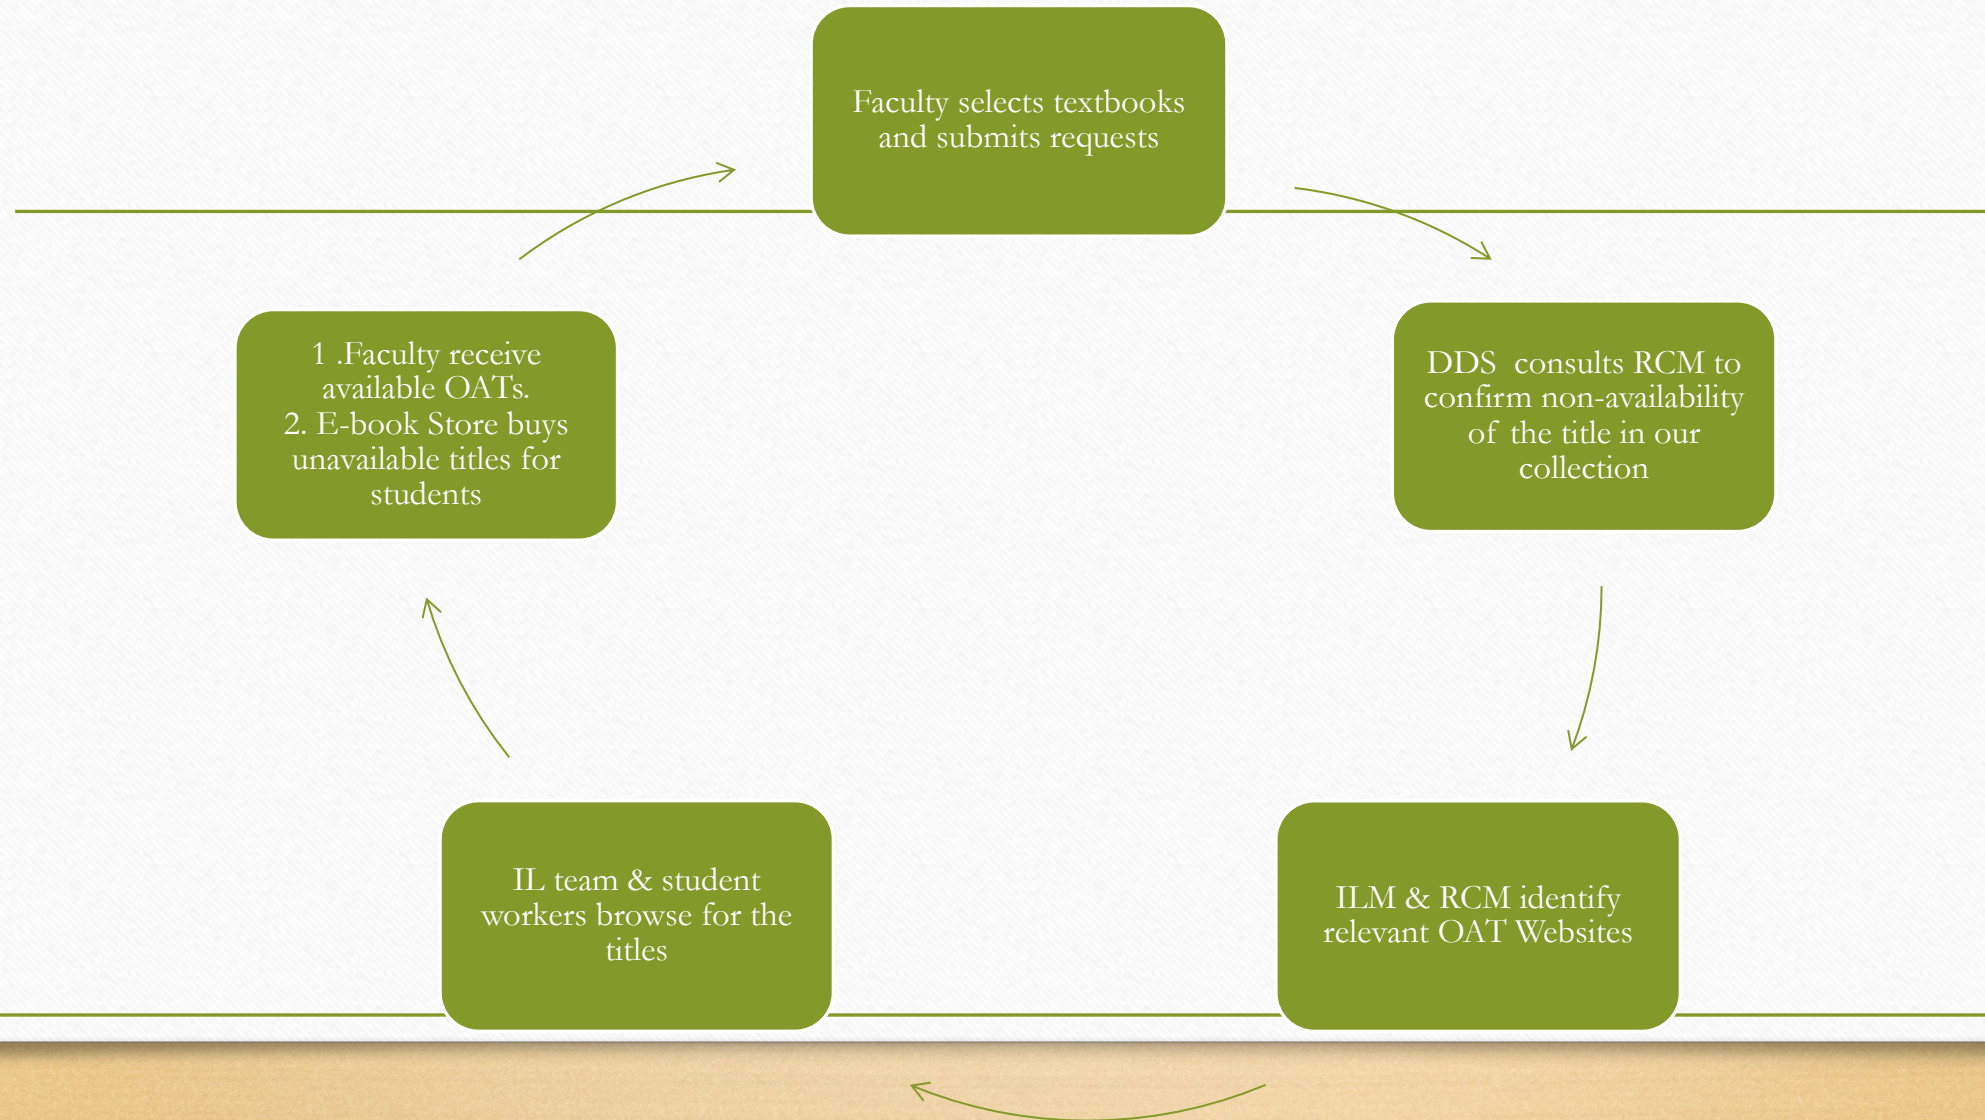 Faculty selects textbooks
and submits requests
DDS  consults RCM to
confirm non-availability
of the title in our
collection
ILM & RCM identify
relevant OAT Websites
IL team & student
workers browse for the
titles
1 .Faculty receive
available OATs.
2. E-book Store buys
unavailable titles for
students